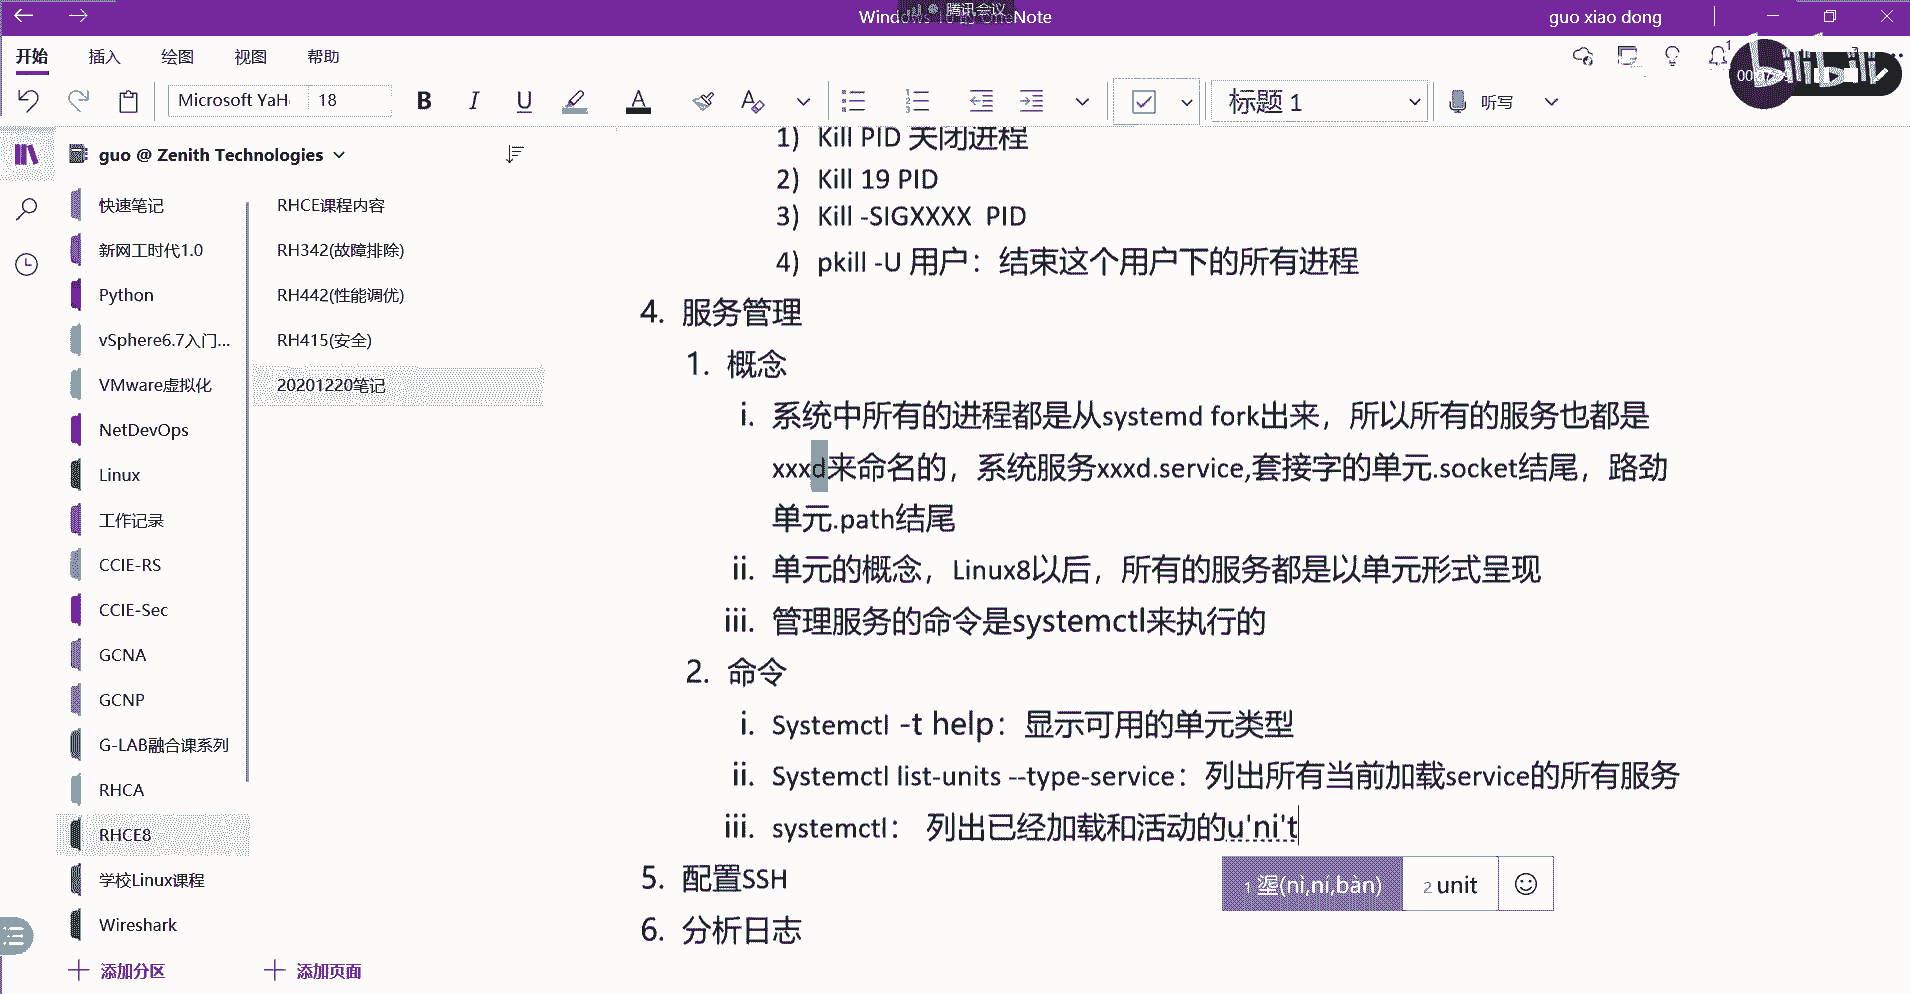 腾讯会议
guo xiao dong
开始 插入 绘图 视图 帮助
Microsoft YaH 18 B I U A 标题 1 听写
guo @ Zenith Technologies
快速笔记
新网工时代1.0
Python
vSphere6.7入门...
VMware虚拟化
NetDevOps
Linux
工作记录
CCIE-RS
CCIE-Sec
GCNA
GCNP
G-LAB融合课系列
RHCA
RHCE8
学校Linux课程
Wireshark
添加分区
RHCE课程内容
RH342(故障排除)
RH442(性能调优)
RH415(安全)
20201220笔记
添加页面
1) Kill PID 关闭进程
2) Kill 19 PID
3) Kill -SIGXXXX PID
4) pkill -U 用户：结束这个用户下的所有进程
4. 服务管理
1. 概念
i. 系统中所有的进程都是从systemd fork出来，所以所有的服务也都是
xxxd来命名的，系统服务xxxd.service,套接字的单元.socket结尾，路劲
单元.path结尾
ii. 单元的概念，Linux8以后，所有的服务都是以单元形式呈现
iii. 管理服务的命令是systemctl来执行的
2. 命令
i. Systemctl -t help：显示可用的单元类型
ii. Systemctl list-units --type-service：列出所有当前加载service的所有服务
iii. systemctl： 列出已经加载和活动的u'ni't
2 unit
5. 配置SSH
6. 分析日志